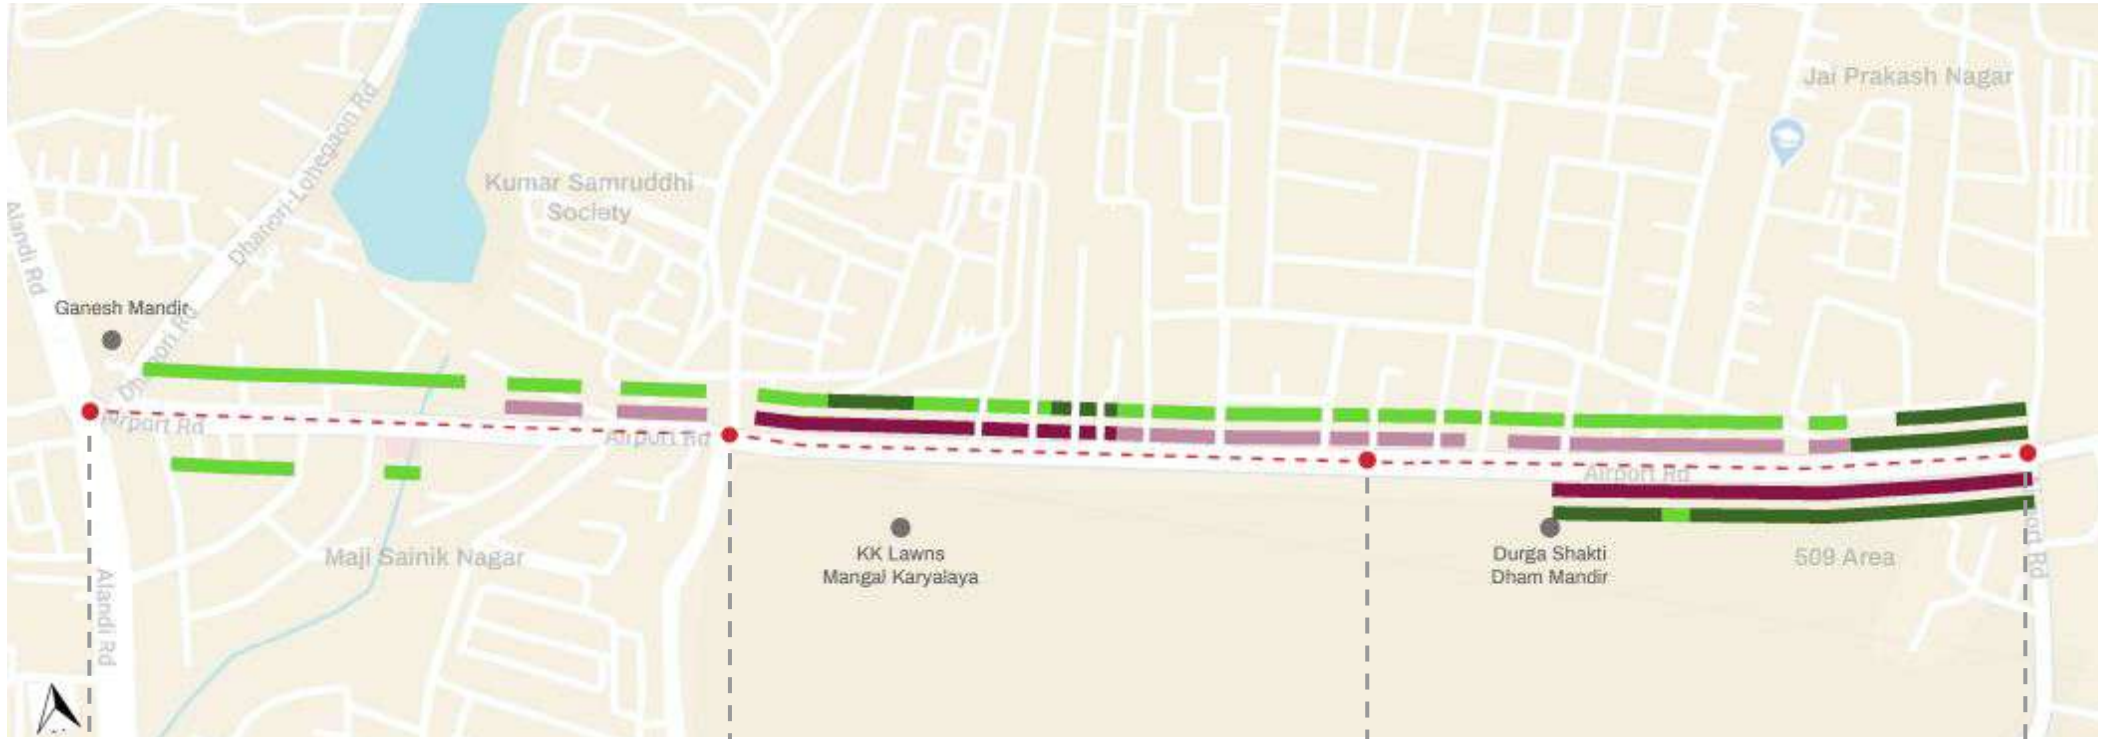 Jai Prakash Nagar
Dhanori-Lohegaon Rd
Kumar Samruddhi
Society
Alandi Rd
Ganesh Mandir
Airport Rd
Airport Rd
Airport Rd
KK Lawns
Mangal Karyalaya
Durga Shakti
Dham Mandir
Maji Sainik Nagar
509 Area
Alandi Rd